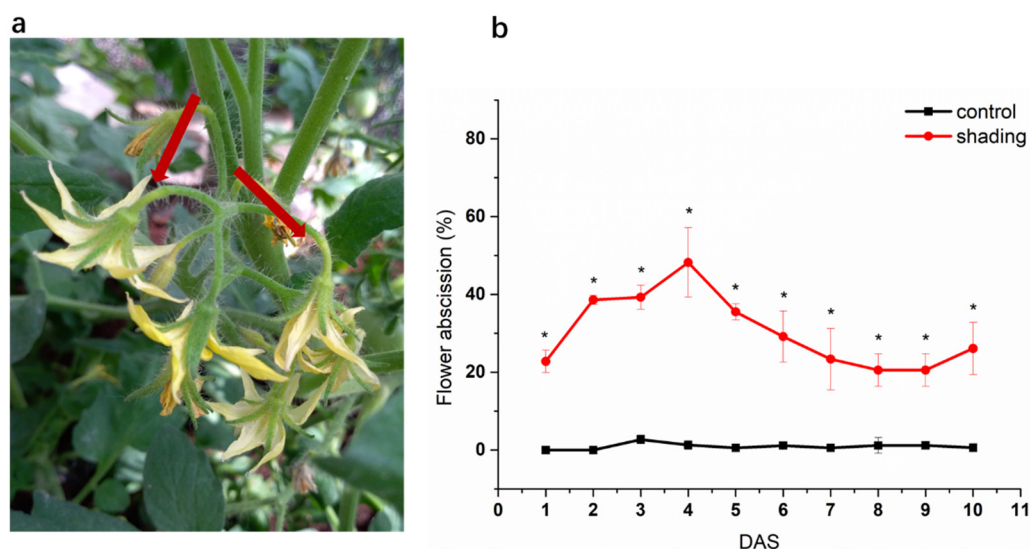 a
b
control
shading
Flower abscission (%)
80
60
40
20
0
* * * * * * * * * *
0 1 2 3 4 5 6 7 8 9 10 11
DAS